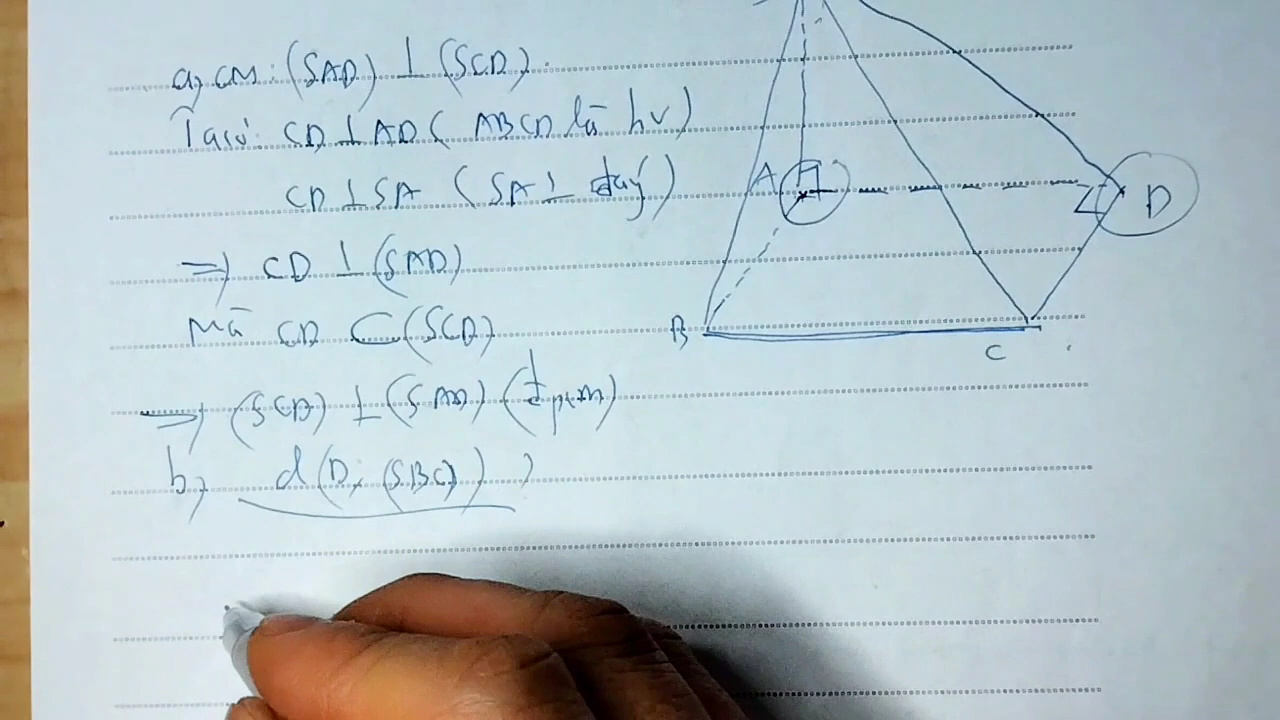 a, CM: (SAD) ⊥ (SCD).
Ta có: CD ⊥ AD ( ABCD là hv )
CD ⊥ SA ( SA ⊥ đáy )
=> CD ⊥ (SAD)
Mà CD ⊂ (SCD)
=> (SCD) ⊥ (SAD) (đpcm)
b, d(D; (SBC)) ?
A
D
B
C